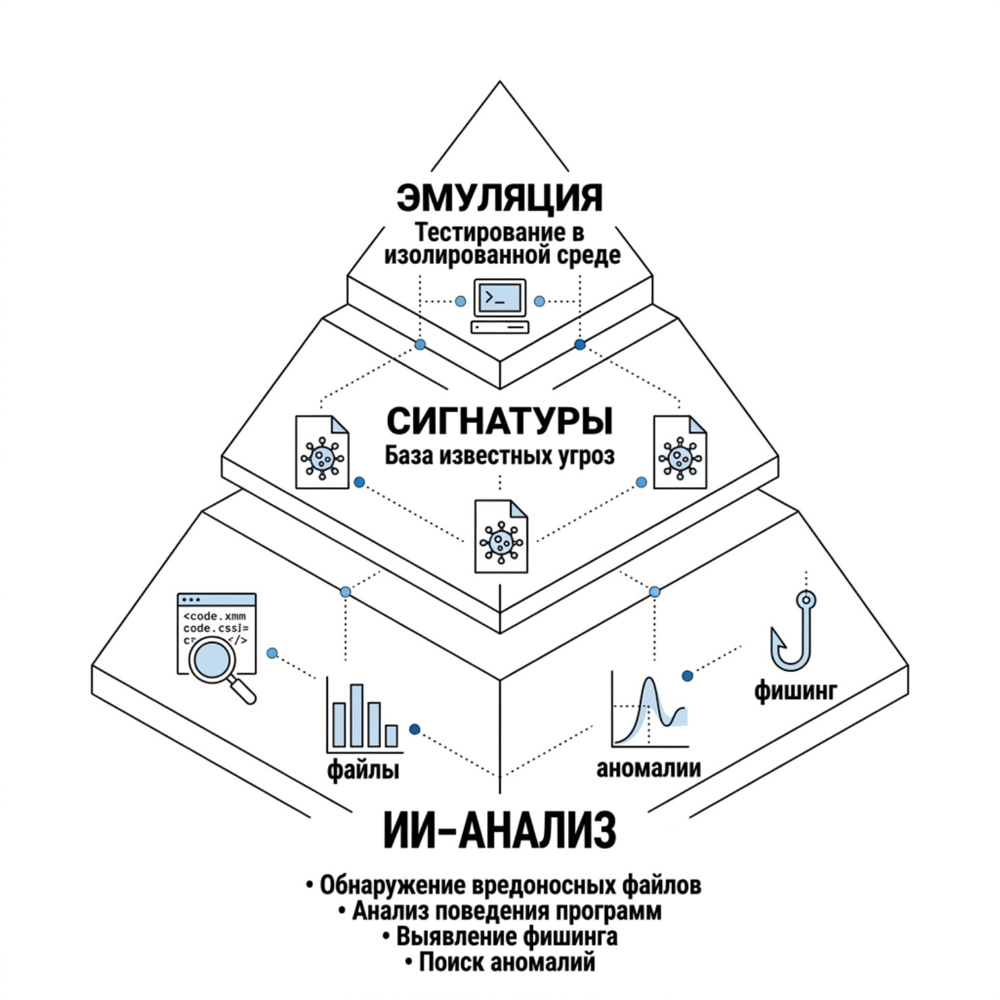 ЭМУЛЯЦИЯ
Тестирование в
изолированной среде
>_
СИГНАТУРЫ
База известных угроз
<code.xmm
code.cssi=
</>
фишинг
файлы
аномалии
ИИ-АНАЛИЗ
• Обнаружение вредоносных файлов
• Анализ поведения программ
• Выявление фишинга
• Поиск аномалий